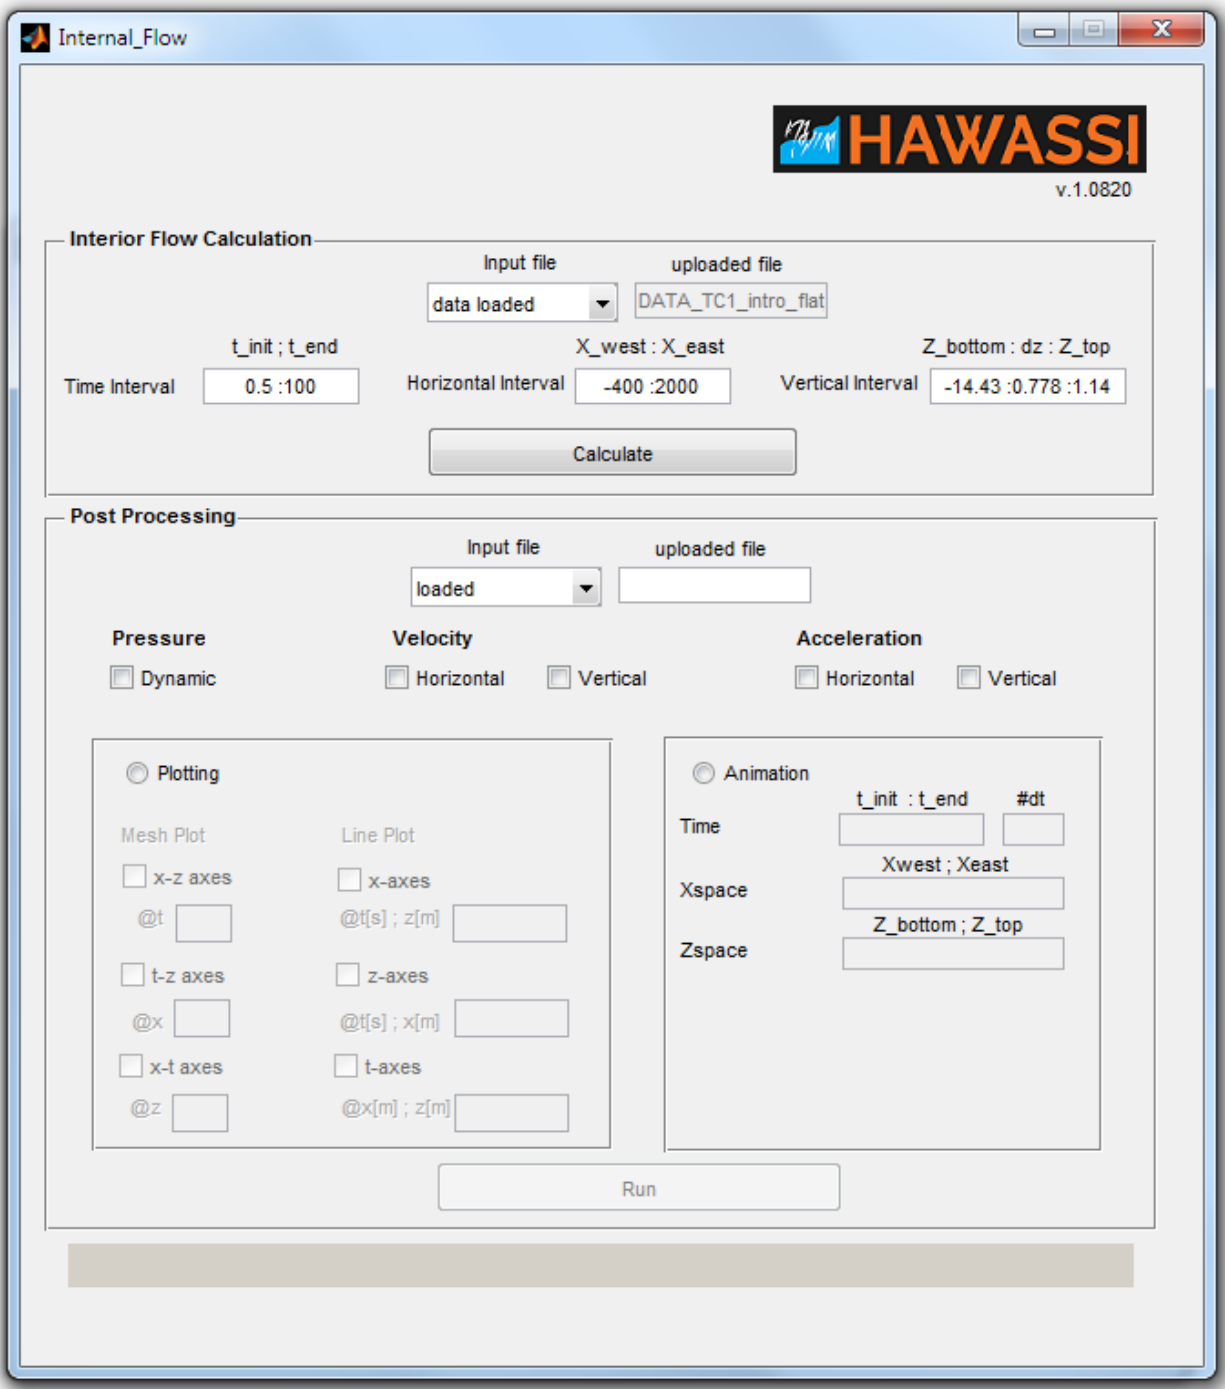 Internal_Flow
HAWASSI
v.1.0820
Interior Flow Calculation
Input file uploaded file
data loaded DATA_TC1_intro_flat
t_init ; t_end X_west : X_east Z_bottom : dz : Z_top
Time Interval 0.5 :100 Horizontal Interval -400 :2000 Vertical Interval -14.43 :0.778 :1.14
Calculate
Post Processing
Input file uploaded file
loaded
Pressure Velocity Acceleration
Dynamic Horizontal Vertical Horizontal Vertical
Plotting
Mesh Plot Line Plot
x-z axes x-axes
@t @t[s] ; z[m]
t-z axes z-axes
@x @t[s] ; x[m]
x-t axes t-axes
@z @x[m] ; z[m]
Animation
t_init : t_end #dt
Time
Xwest ; Xeast
Xspace
Z_bottom ; Z_top
Zspace
Run